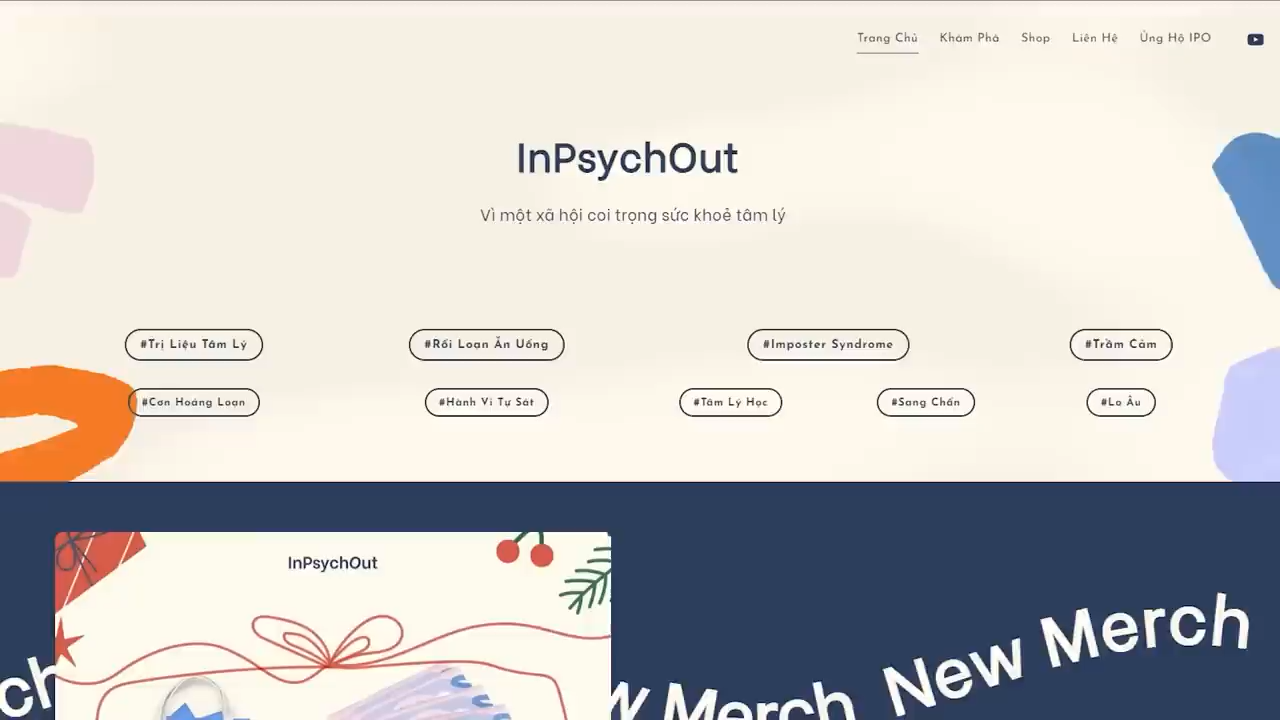 Trang Chủ Khám Phá Shop Liên Hệ Ủng Hộ IPO
InPsychOut
Vì một xã hội coi trọng sức khoẻ tâm lý
#Trị Liệu Tâm Lý #Rối Loạn Ăn Uống #Imposter Syndrome #Trầm Cảm
#Cơn Hoảng Loạn #Hành Vi Tự Sát #Tâm Lý Học #Sang Chấn #Lo Âu
InPsychOut
ch w Merch New Merch